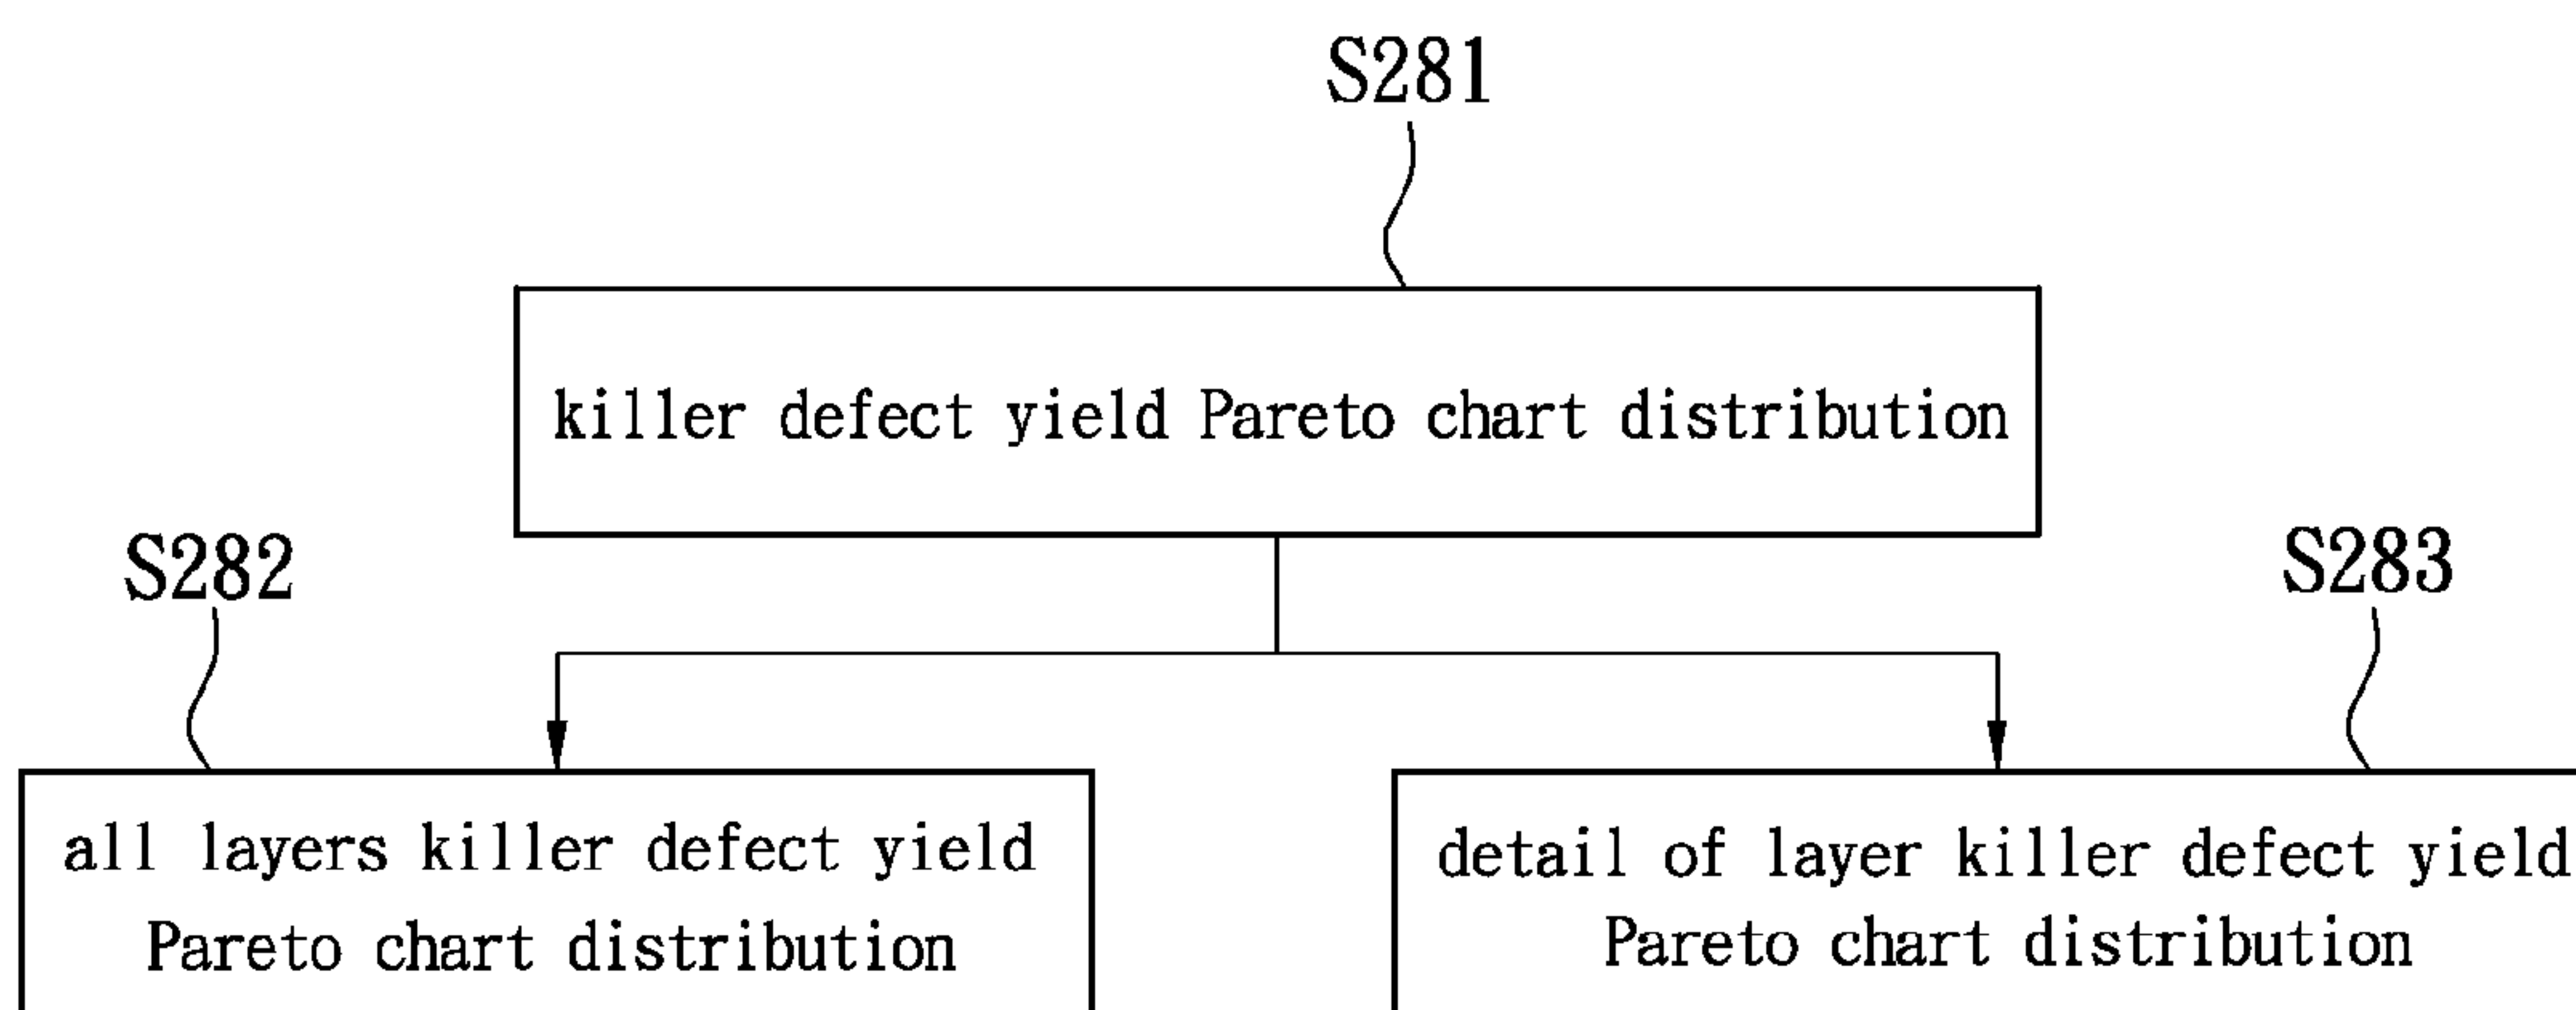 S281
killer defect yield Pareto chart distribution
S282
S283
all layers killer defect yield
Pareto chart distribution
detail of layer killer defect yield
Pareto chart distribution